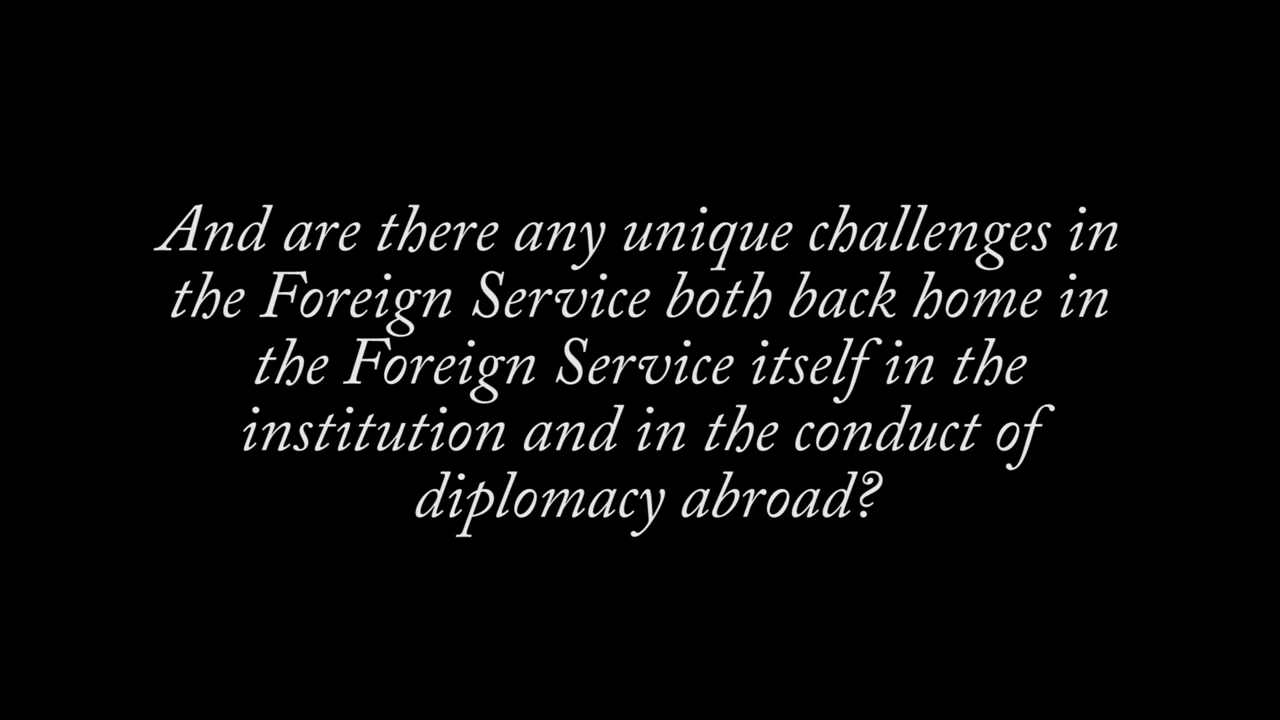 And are there any unique challenges in
the Foreign Service both back home in
the Foreign Service itself in the
institution and in the conduct of
diplomacy abroad?